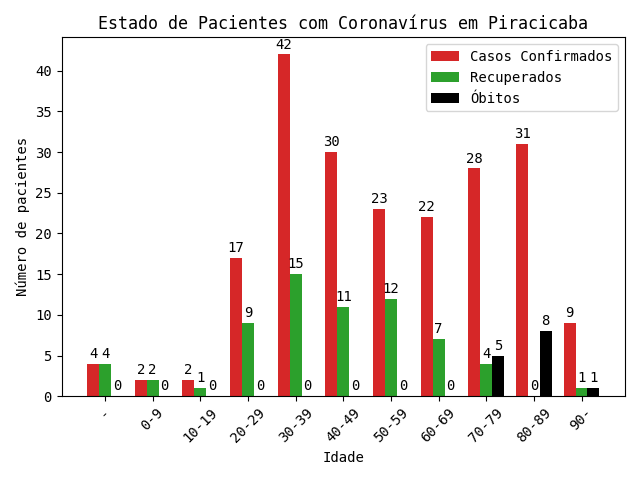 Estado de Pacientes com Coronavírus em Piracicaba
Casos Confirmados
Recuperados
Óbitos
Número de pacientes
40
35
30
25
20
15
10
5
0
4 4 0
2 2 0
2 1 0
17 9 0
42 15 0
30 11 0
23 12 0
22 7 0
28 4 5
31 0 8
9 1 1
- 0-9 10-19 20-29 30-39 40-49 50-59 60-69 70-79 80-89 90-
Idade